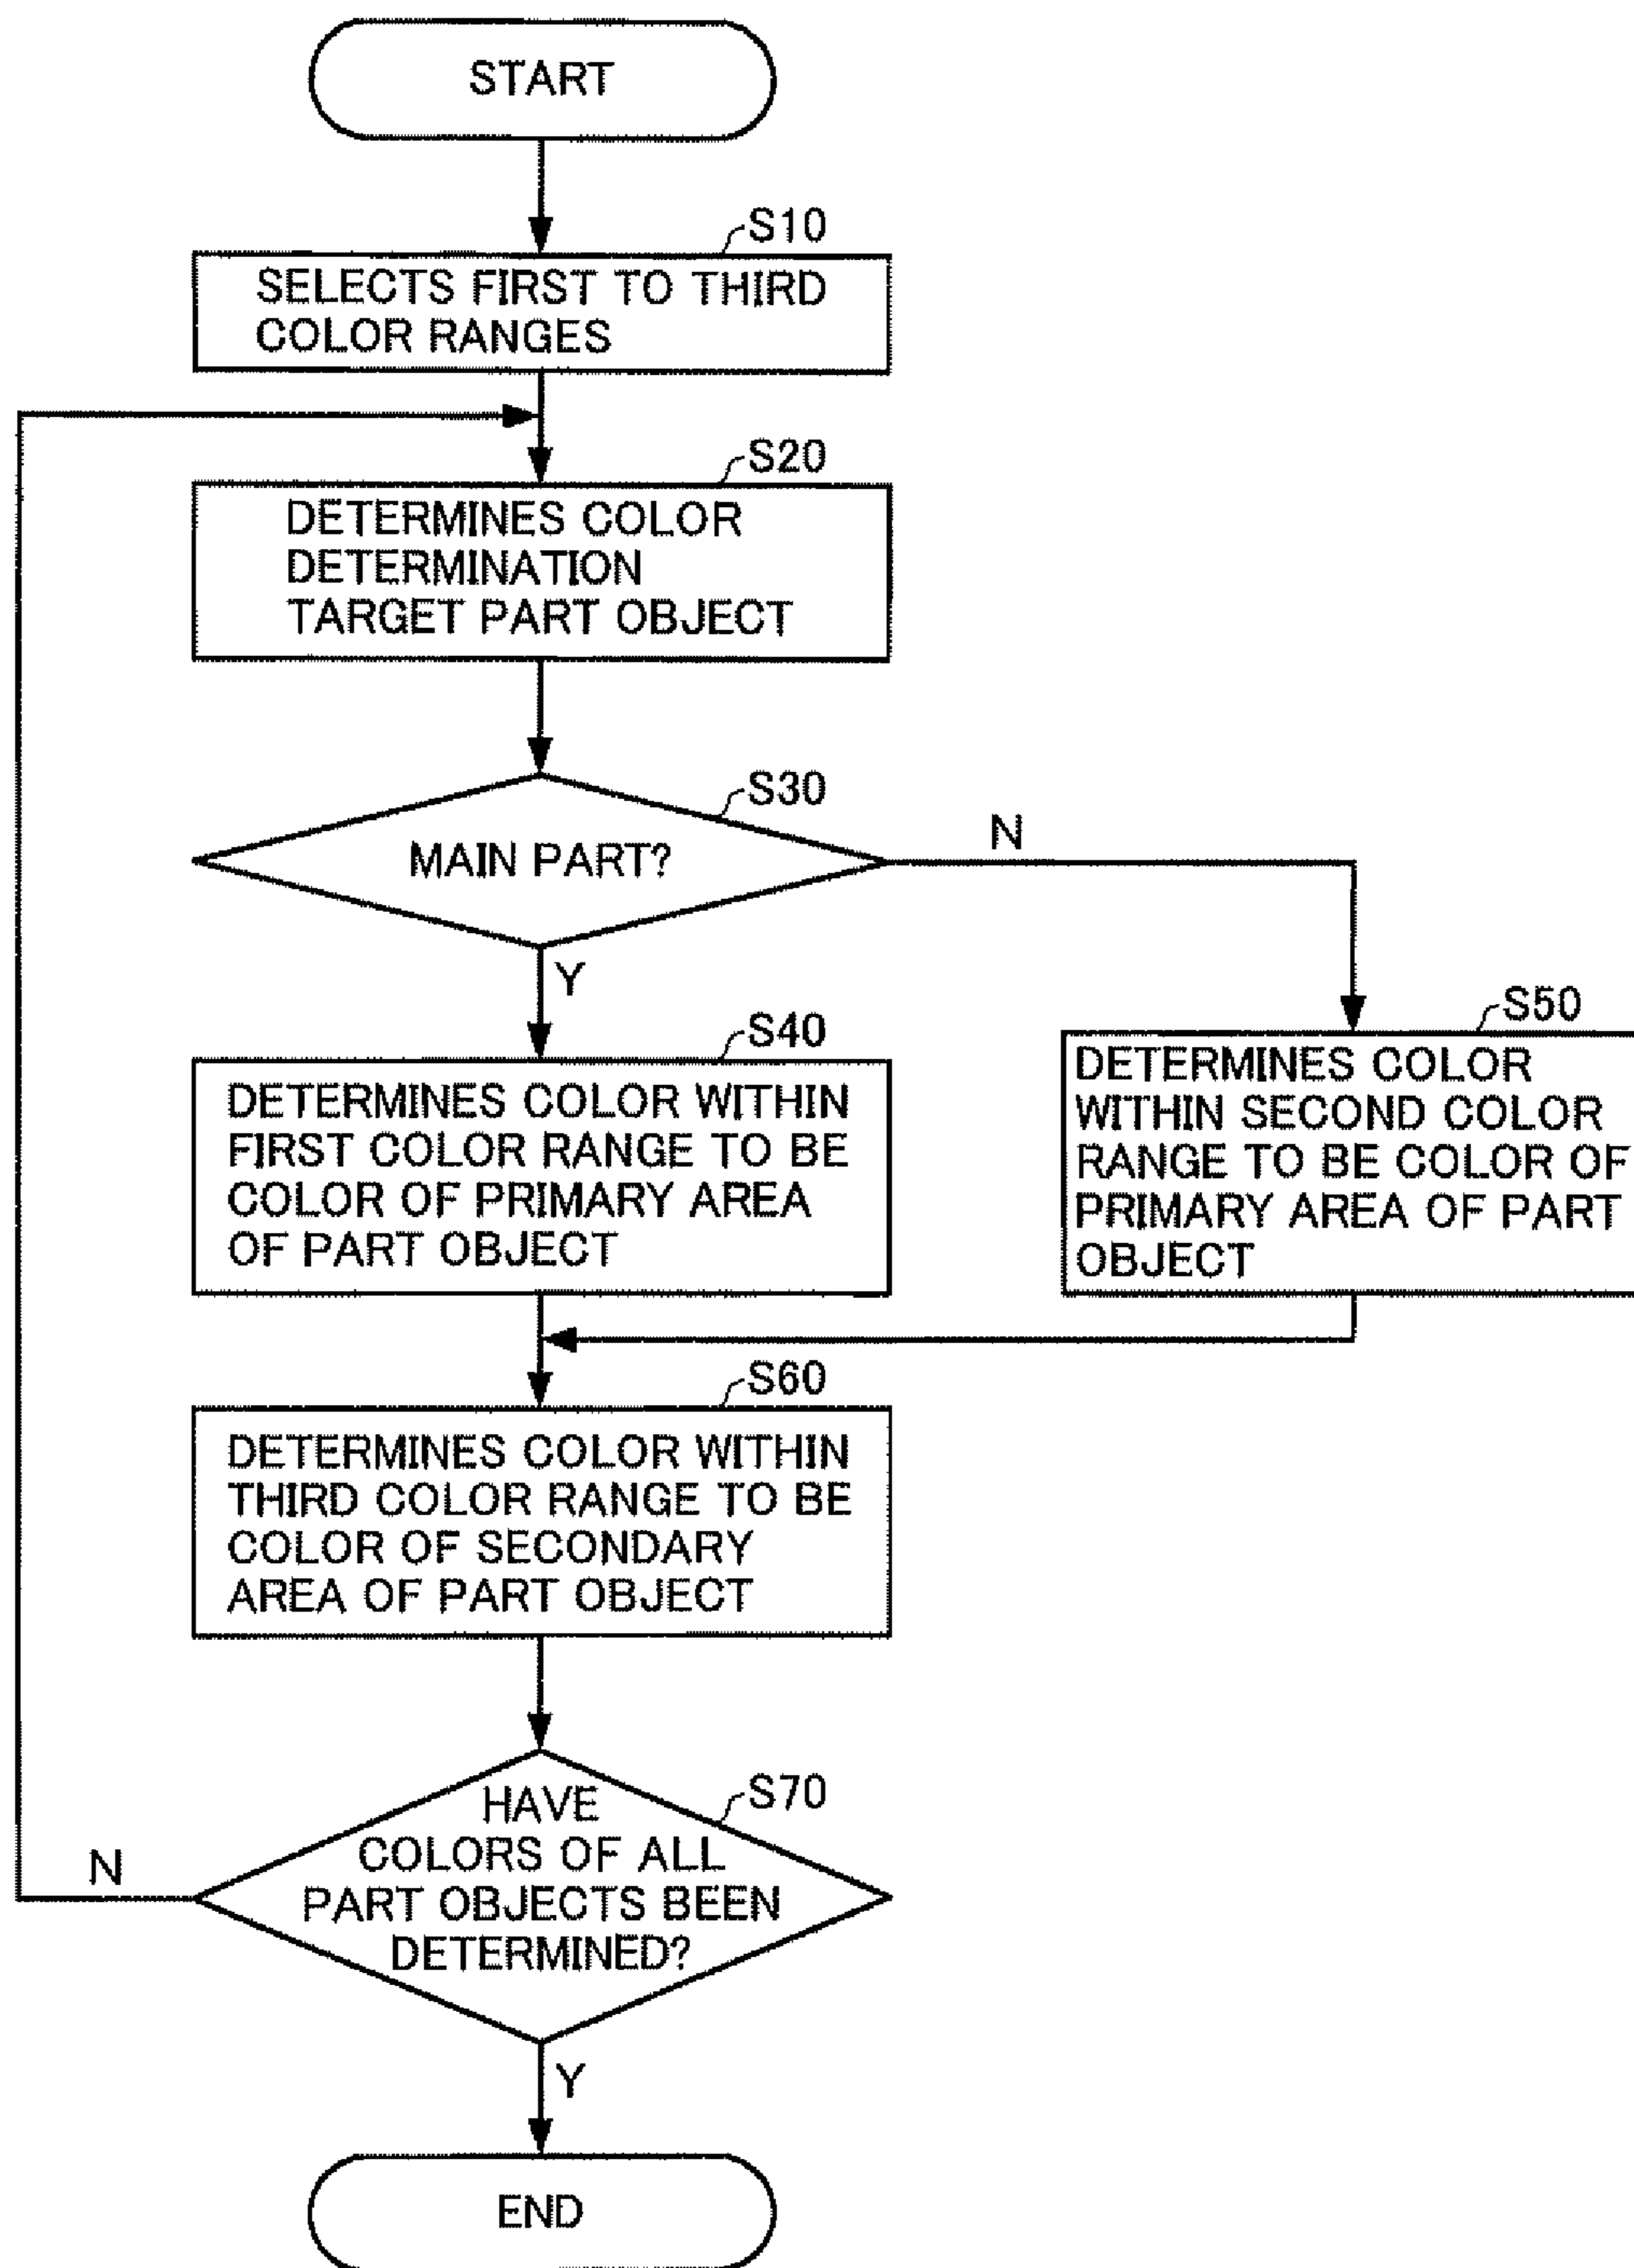 START
S10
SELECTS FIRST TO THIRD
COLOR RANGES
S20
DETERMINES COLOR
DETERMINATION
TARGET PART OBJECT
S30
MAIN PART?
N
Y
S40
DETERMINES COLOR WITHIN
FIRST COLOR RANGE TO BE
COLOR OF PRIMARY AREA
OF PART OBJECT
S50
DETERMINES COLOR
WITHIN SECOND COLOR
RANGE TO BE COLOR OF
PRIMARY AREA OF PART
OBJECT
S60
DETERMINES COLOR WITHIN
THIRD COLOR RANGE TO BE
COLOR OF SECONDARY
AREA OF PART OBJECT
S70
HAVE
COLORS OF ALL
PART OBJECTS BEEN
DETERMINED?
N
Y
END